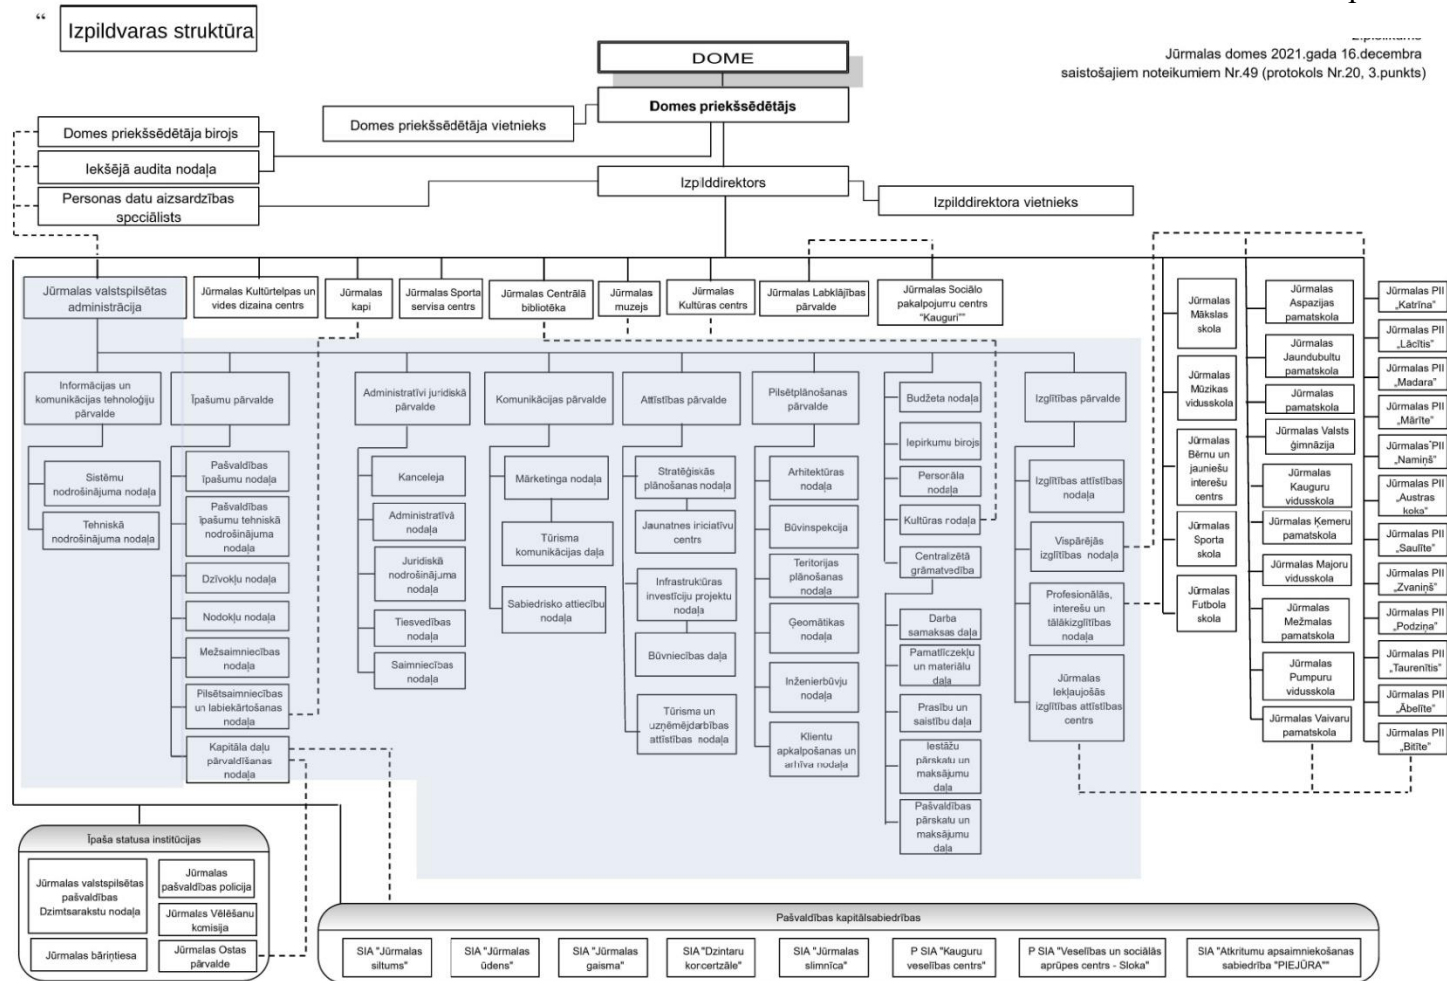 “
Izpildvaras struktūra
Jūrmalas domes 2021.gada 16.decembra
saistošajiem noteikumiem Nr.49 (protokols Nr.20, 3.punkts)
DOME
Domes priekšsēdētājs
Domes priekšsēdētāja vietnieks
Domes priekšsēdētāja birojs
Iekšējā audita nodaļa
Personas datu aizsardzības
speciālists
Izpilddirektors
Izpilddirektora vietnieks
Jūrmalas valstspilsētas
administrācija
Jūrmalas Kultūrtelpas un
vides dizaina centrs
Jūrmalas
kapi
Jūrmalas Sporta
servisa centrs
Jūrmalas Centrālā
bibliotēka
Jūrmalas
muzejs
Jūrmalas
Kultūras centrs
Jūrmalas Labklājības
pārvalde
Jūrmalas Sociālo
pakalpojumu centrs
"Kauguri""
Informācijas un
komunikācijas tehnoloģiju
pārvalde
Sistēmu
nodrošinājuma nodaļa
Tehniskā
nodrošinājuma nodaļa
Īpašumu pārvalde
Pašvaldības
īpašumu nodaļa
Pašvaldības
īpašumu tehniskā
nodrošinājuma
nodaļa
Dzīvokļu nodaļa
Nodokļu nodaļa
Mežsaimniecības
nodaļa
Pilsētsaimniecības
un labiekārtošanas
nodaļa
Kapitāla daļu
pārvaldīšanas
nodaļa
Administratīvi juridiskā
pārvalde
Kanceleja
Administratīvā
nodaļa
Juridiskā
nodrošinājuma
nodaļa
Tiesvedības
nodaļa
Saimniecības
nodaļa
Komunikācijas pārvalde
Mārketinga nodaļa
Tūrisma
komunikācijas daļa
Sabiedrisko attiecību
nodaļa
Attīstības pārvalde
Stratēģiskās
plānošanas nodaļa
Jaunatnes iniciatīvu
centrs
Infrastruktūras
investīciju projektu
nodaļa
Būvniecības daļa
Tūrisma un
uzņēmējdarbības
attīstības nodaļa
Pilsētplānošanas
pārvalde
Arhitektūras
nodaļa
Būvinspekcija
Teritorijas
plānošanas
nodaļa
Ģeomātikas
nodaļa
Inženierbūvju
nodaļa
Klientu
apkalpošanas un
arhīva nodaļa
Budžeta nodaļa
Iepirkumu birojs
Personāla
nodaļa
Kultūras nodaļa
Centralizētā
grāmatvedība
Darba
samaksas daļa
Pamatlīdzekļu
un materiālu
daļa
Prasību un
saistību daļa
Iestāžu
pārskatu un
maksājumu
daļa
Pašvaldības
pārskatu un
maksājumu
daļa
Izglītības pārvalde
Izglītības attīstības
nodaļa
Vispārējās
izglītības nodaļa
Profesionālās,
interešu un
tālākizglītības
nodaļa
Jūrmalas
Iekļaujošās
izglītības attīstības
centrs
Jūrmalas
Mākslas
skola
Jūrmalas
Mūzikas
vidusskola
Jūrmalas
Bērnu un
jauniešu
interešu
centrs
Jūrmalas
Sporta
skola
Jūrmalas
Futbola
skola
Jūrmalas
Aspazijas
pamatskola
Jūrmalas
Jaundubultu
pamatskola
Jūrmalas
pamatskola
Jūrmalas Valsts
ģimnāzija
Jūrmalas
Kauguru
vidusskola
Jūrmalas Ķemeru
pamatskola
Jūrmalas Majoru
vidusskola
Jūrmalas
Mežmalas
pamatskola
Jūrmalas
Pumpuru
vidusskola
Jūrmalas Vaivaru
pamatskola
Jūrmalas PII
„Katrīna”
Jūrmalas PII
„Lācītis”
Jūrmalas PII
„Madara”
Jūrmalas PII
„Mārīte”
Jūrmalas PII
„Namiņš”
Jūrmalas PII
„Austras
koks”
Jūrmalas PII
„Saulīte”
Jūrmalas PII
„Zvaniņš”
Jūrmalas PII
„Podziņa”
Jūrmalas PII
„Taurenītis”
Jūrmalas PII
„Ābelīte”
Jūrmalas PII
„Bitīte”
Īpaša statusa institūcijas
Jūrmalas valstspilsētas
pašvaldības
Dzimtsarakstu nodaļa
Jūrmalas
pašvaldības policija
Jūrmalas Vēlēšanu
komisija
Jūrmalas bāriņtiesa
Jūrmalas Ostas
pārvalde
Pašvaldības kapitālsabiedrības
SIA "Jūrmalas
siltums"
SIA "Jūrmalas
ūdens"
SIA "Jūrmalas
gaisma"
SIA "Dzintaru
korcertzāle"
SIA "Jūrmalas
slimnīca"
P SIA "Kauguru
veselības centrs"
P SIA "Veselības un sociālās
aprūpes centrs - Sloka"
SIA "Atkritumu apsaimniekošanas
sabiedrība "PIEJŪRA""